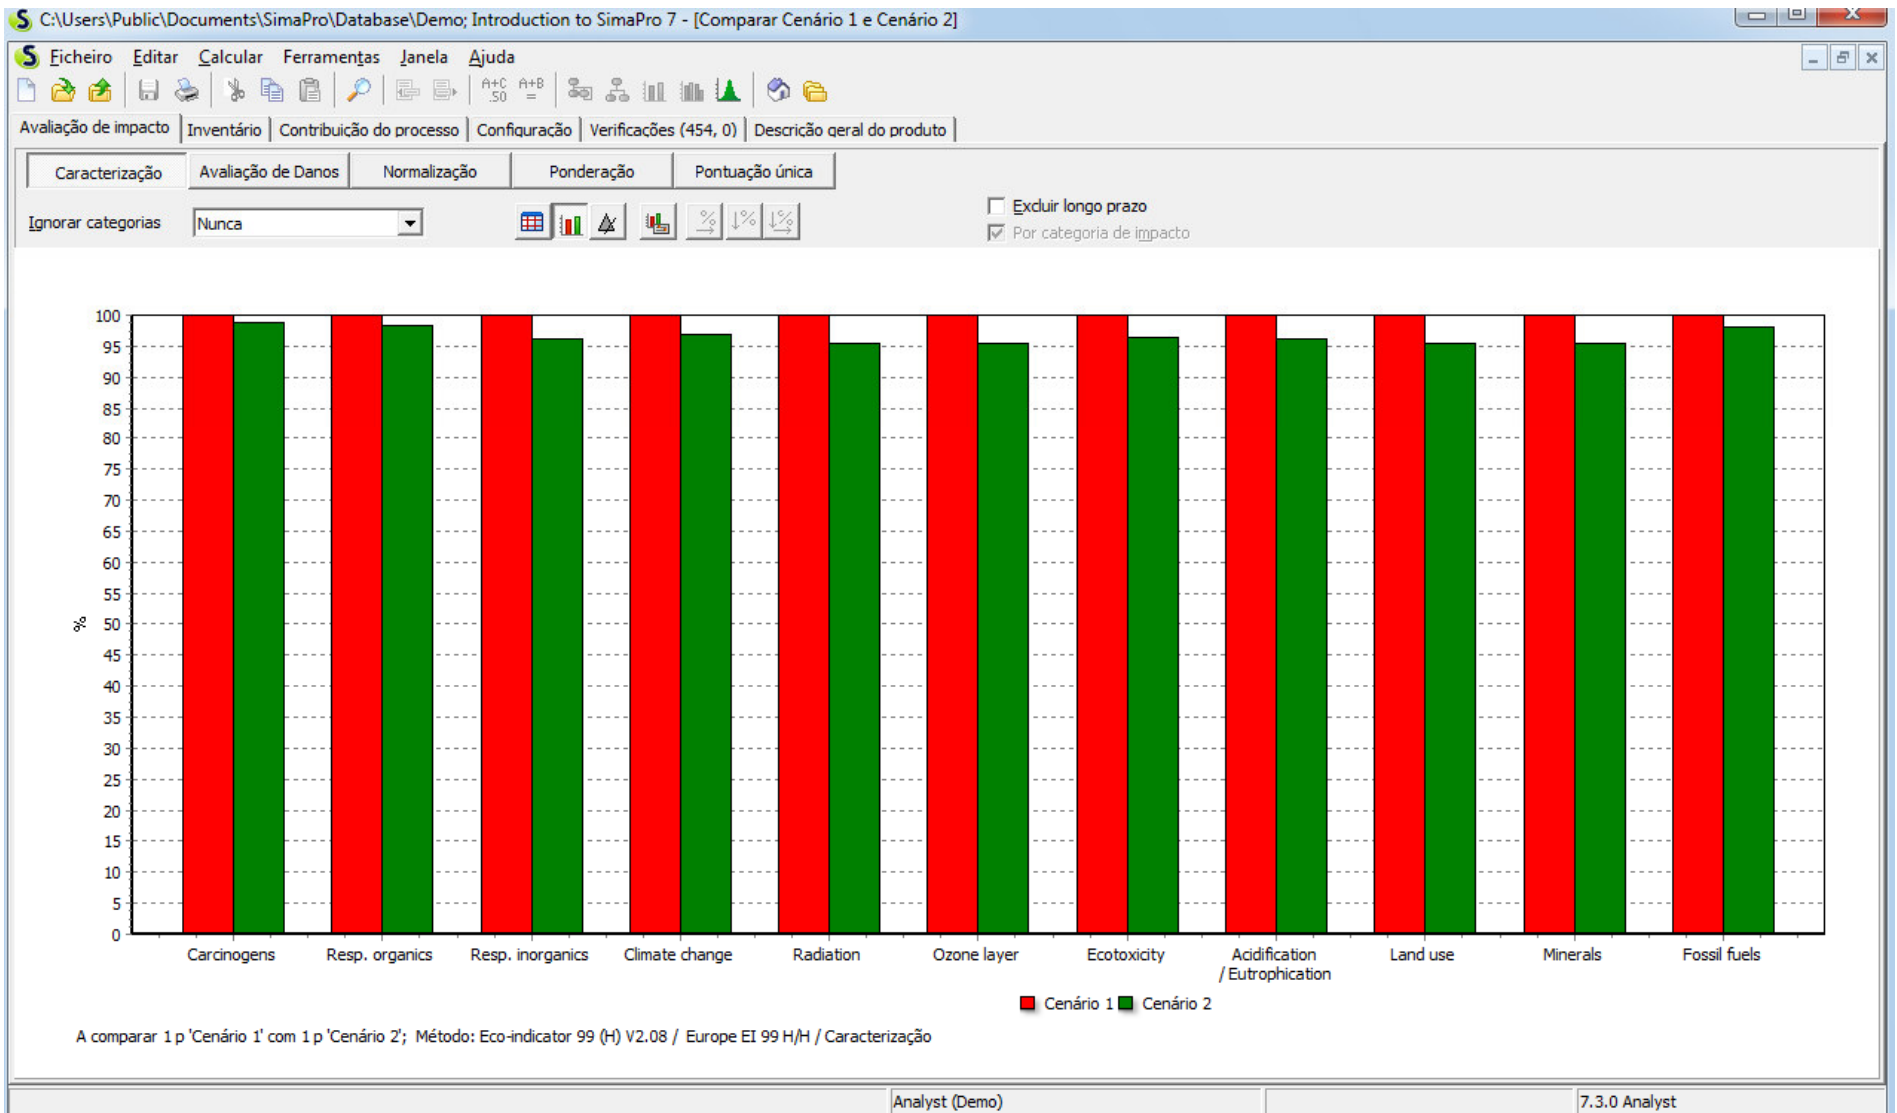 C:\Users\Public\Documents\SimaPro\Database\Demo; Introduction to SimaPro 7 - [Comparar Cenário 1 e Cenário 2]
Ficheiro Editar Calcular Ferramentas Janela Ajuda
A+C .50 A+B =
Avaliação de impacto Inventário Contribuição do processo Configuração Verificações (454, 0) Descrição geral do produto
Caracterização Avaliação de Danos Normalização Ponderação Pontuação única
Excluir longo prazo
Ignorar categorias Nunca % ↓% ↓%
Por categoria de impacto
100
95
90
85
80
75
70
65
60
55
50
45
40
35
30
25
20
15
10
5
0
%
Carcinogens Resp. organics Resp. inorganics Climate change Radiation Ozone layer Ecotoxicity Acidification Land use Minerals Fossil fuels
/ Eutrophication
Cenário 1 Cenário 2
A comparar 1 p 'Cenário 1' com 1 p 'Cenário 2'; Método: Eco-indicator 99 (H) V2.08 / Europe EI 99 H/H / Caracterização
Analyst (Demo) 7.3.0 Analyst